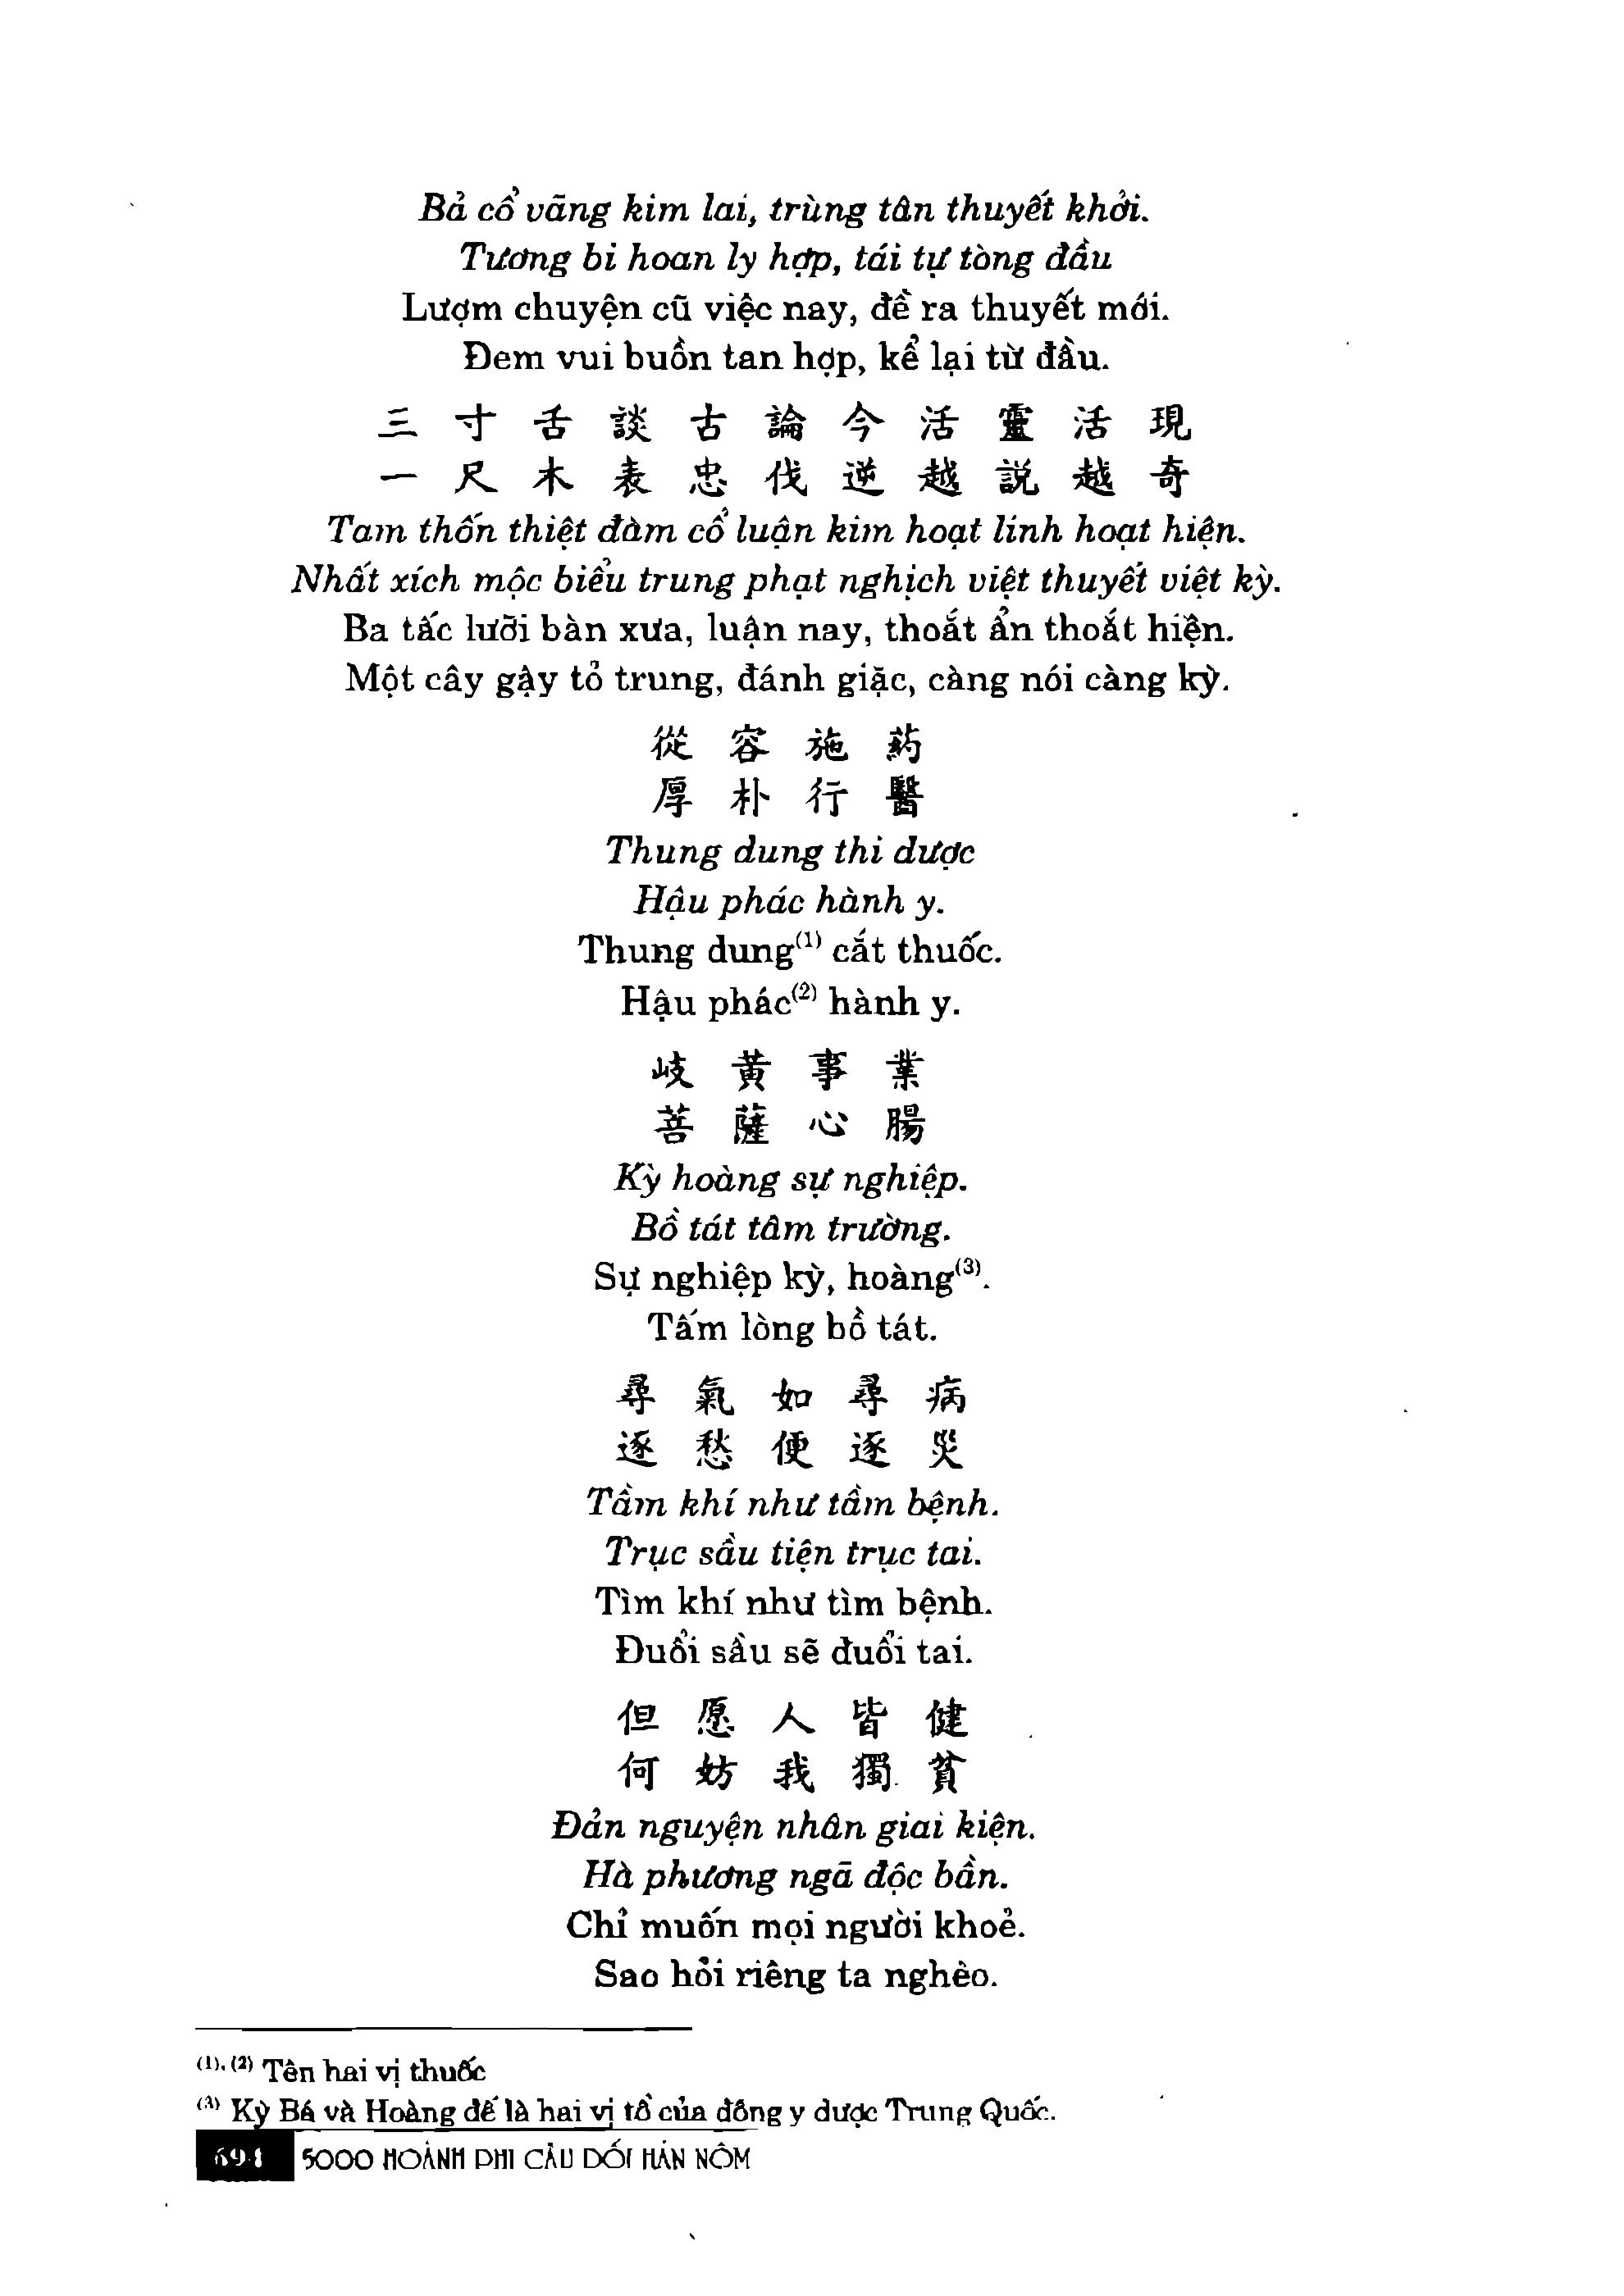 Bả cổ vãng kim lai, trùng tân thuyết khởi.
Tương bi hoan ly hợp, tái tự tòng đầu
Lượm chuyện cũ việc nay, đề ra thuyết mới.
Đem vui buồn tan hợp, kể lại từ đầu.
三寸舌談古論今活靈活現
一尺木表忠伐逆越説越奇
Tam thốn thiệt đàm cổ luận kim hoạt linh hoạt hiện.
Nhất xích mộc biểu trung phạt nghịch việt thuyết việt kỳ.
Ba tấc lưỡi bàn xưa, luận nay, thoắt ẩn thoắt hiện.
Một cây gậy tỏ trung, đánh giặc, càng nói càng kỳ.
從容施药
厚朴行醫
Thung dung thi dược
Hậu phác hành y.
Thung dung(1) cắt thuốc.
Hậu phác(2) hành y.
岐黃事業
菩薩心腸
Kỳ hoàng sự nghiệp.
Bồ tát tâm trường.
Sự nghiệp kỳ, hoàng(3).
Tấm lòng bồ tát.
尋氣如尋病
逐愁便逐災
Tầm khí như tầm bệnh.
Trục sầu tiện trục tai.
Tìm khí như tìm bệnh.
Đuổi sầu sẽ đuổi tai.
但愿人皆健
何妨我獨貧
Đản nguyện nhân giai kiện.
Hà phương ngã độc bần.
Chỉ muốn mọi người khoẻ.
Sao hỏi riêng ta nghèo.
(1), (2) Tên hai vị thuốc
(3) Kỳ Bá và Hoàng đế là hai vị tổ của đông y dược Trung Quốc.
694 5000 HOÀNH PHI CÂU ĐỐI HÁN NÔM